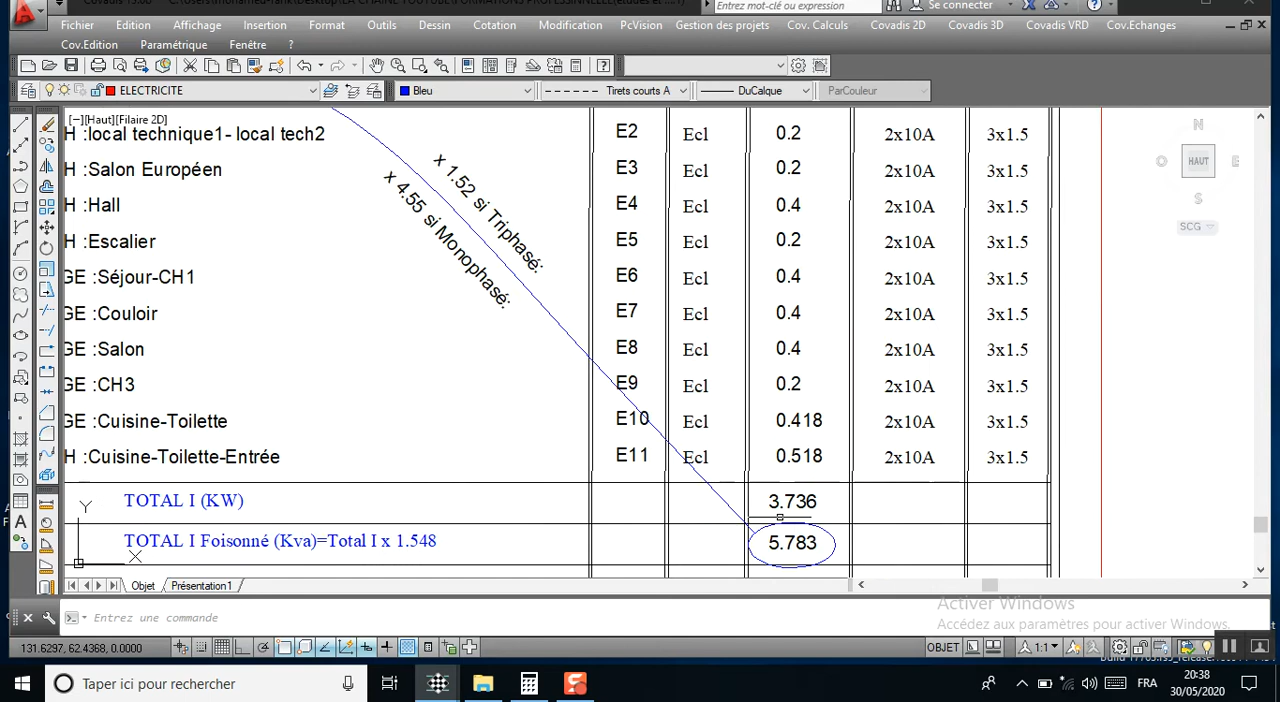 Se connecter
Entrez mot-clé ou expression
Fichier Edition Affichage Insertion Format Outils Dessin Cotation Modification PcVision Gestion des projets Cov. Calculs Covadis 2D Covadis 3D Covadis VRD Cov.Echanges
Cov.Edition Paramétrique Fenêtre ?
ELECTRICITE Bleu Tirets courts A DuCalque ParCouleur
[−][Haut][Filaire 2D]
N
O HAUT E
S
SCG
H :local technique1- local tech2 E2 Ecl 0.2 2x10A 3x1.5
H :Salon Européen E3 Ecl 0.2 2x10A 3x1.5
H :Hall E4 Ecl 0.4 2x10A 3x1.5
H :Escalier E5 Ecl 0.2 2x10A 3x1.5
GE :Séjour-CH1 E6 Ecl 0.4 2x10A 3x1.5
GE :Couloir E7 Ecl 0.4 2x10A 3x1.5
GE :Salon E8 Ecl 0.4 2x10A 3x1.5
GE :CH3 E9 Ecl 0.2 2x10A 3x1.5
GE :Cuisine-Toilette E10 Ecl 0.418 2x10A 3x1.5
H :Cuisine-Toilette-Entrée E11 Ecl 0.518 2x10A 3x1.5
x 1.52 si Triphasé:
x 4.55 si Monophasé:
TOTAL I (KW) 3.736
TOTAL I Foisonné (Kva)=Total I x 1.548 5.783
Y
X
Objet Présentation1
Entrez une commande
Activer Windows
Accédez aux paramètres pour activer Windows.
131.6297, 62.4368, 0.0000 OBJET 1:1
Taper ici pour rechercher
FRA
20:38
30/05/2020